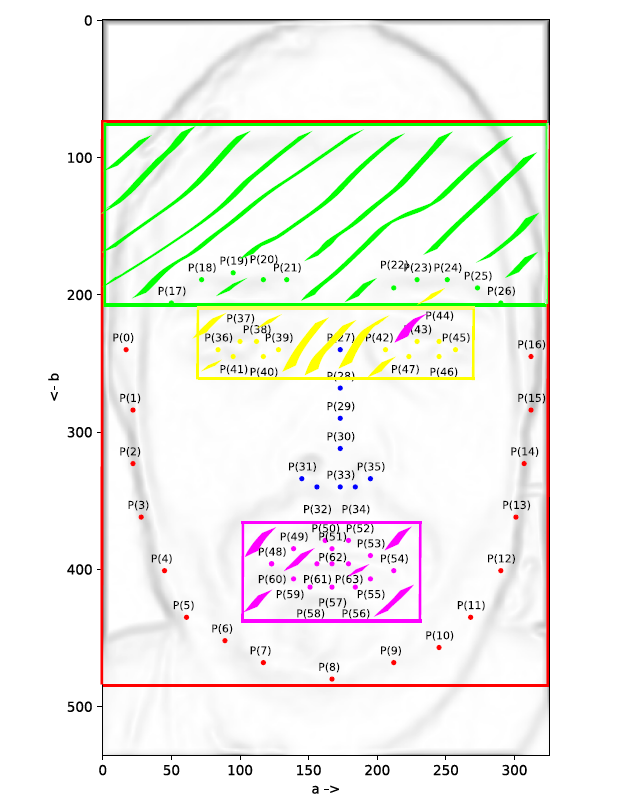 0
100
P(19) P(20)
P(18) P(21) P(22) P(23) P(24)
P(25)
200
P(17) P(26)
P(37) P(44)
P(38) P(43)
P(0) P(36) P(39) P(27) P(42) P(45) P(16)
P(41) P(40) P(28) P(47) P(46)
<- b
P(1) P(29) P(15)
300
P(30)
P(2) P(14)
P(31) P(33) P(35)
P(3) P(32) P(34) P(13)
P(50) P(52)
P(49) P(51) P(53)
P(48) P(62) P(54)
P(4) P(12)
400
P(60) P(61) P(63)
P(59) P(55)
P(5) P(57) P(11)
P(58) P(56)
P(6) P(10)
P(7) P(9)
P(8)
500
0 50 100 150 200 250 300
a ->